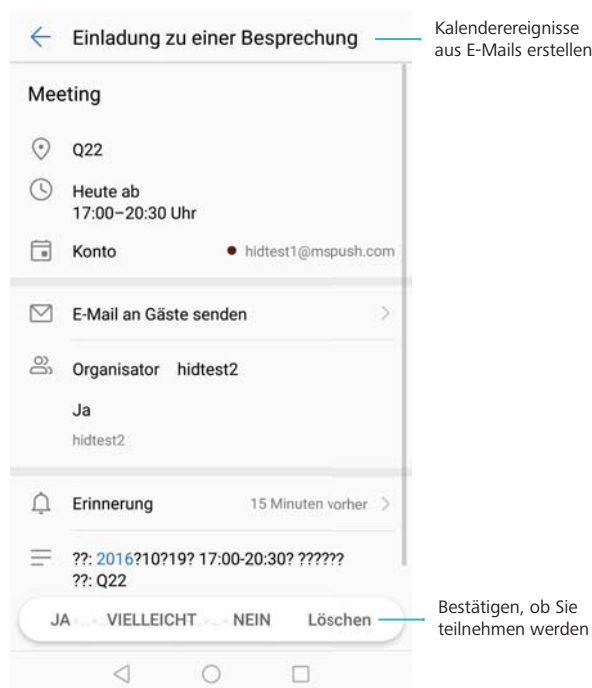 Einladung zu einer Besprechung
Kalenderereignisse
aus E-Mails erstellen
Meeting
Q22
Heute ab
17:00–20:30 Uhr
Konto hidtest1@mspush.com
E-Mail an Gäste senden
Organisator hidtest2
Ja
hidtest2
Erinnerung 15 Minuten vorher
??: 2016?10?19? 17:00-20:30? ??????
??: Q22
JA VIELLEICHT NEIN Löschen
Bestätigen, ob Sie
teilnehmen werden